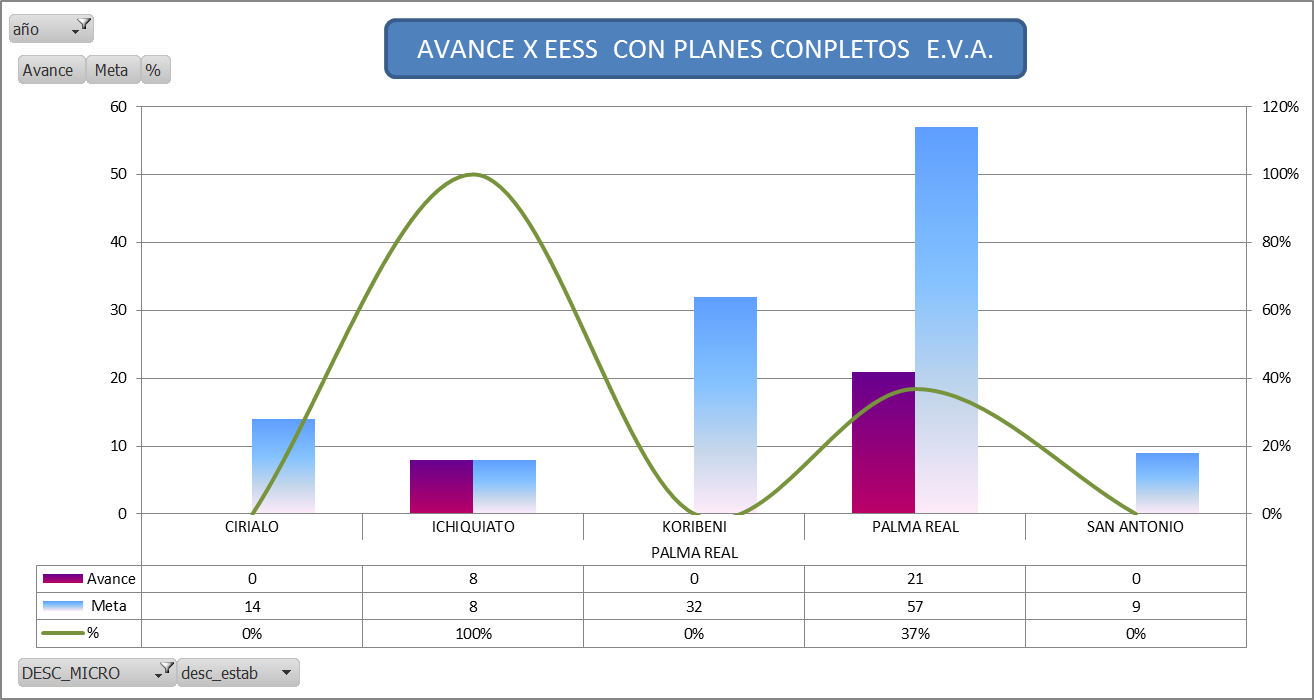 año
AVANCE X EESS CON PLANES CONPLETOS E.V.A.
Avance Meta %
60 120%
50 100%
40 80%
30 60%
20 40%
10 20%
0 0%
CIRIALO ICHIQUIATO KORIBENI PALMA REAL SAN ANTONIO
PALMA REAL
Avance 0 8 0 21 0
Meta 14 8 32 57 9
% 0% 100% 0% 37% 0%
DESC_MICRO desc_estab